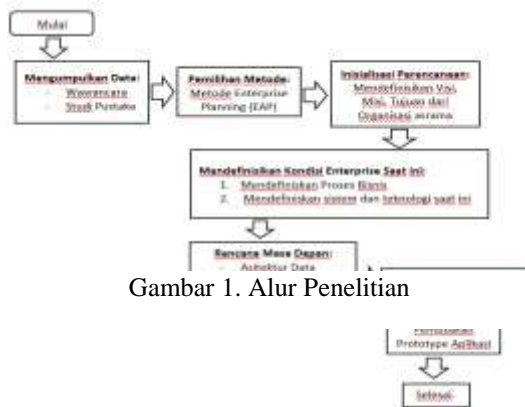 Mulai
Mengumpulkan Data:
- Wawancara
- Studi Pustaka
Pemilihan Metode:
Metode Enterprise
Planning (EAP)
Inisialisasi Perencanaan:
Mendefinisikan Visi,
Misi, Tujuan dari
Organisasi asrama
Mendefinisikan Kondisi Enterprise Saat Ini:
1. Mendefinisikan Proses Bisnis
2. Mendefinisikan sistem dan teknologi saat ini
Rencana Masa Depan:
Data
Gambar 1. Alur Penelitian
Prototype Aplikasi
Selesai